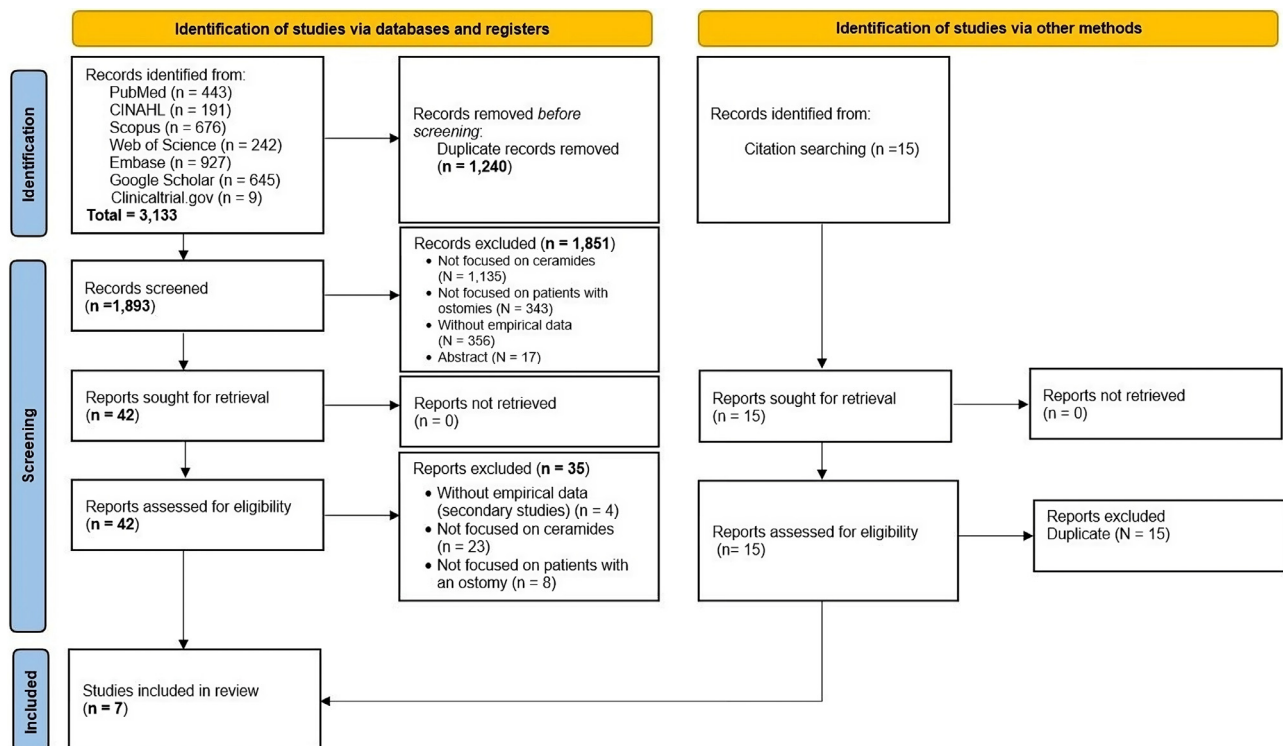 Identification of studies via databases and registers
Identification of studies via other methods
Identification
Records identified from:
PubMed (n = 443)
CINAHL (n = 191)
Scopus (n = 676)
Web of Science (n = 242)
Embase (n = 927)
Google Scholar (n = 645)
Clinicaltrial.gov (n = 9)
Total = 3,133
Records removed before
screening:
Duplicate records removed
(n = 1,240)
Records identified from:
Citation searching (n =15)
Screening
Records screened
(n =1,893)
Records excluded (n = 1,851)
• Not focused on ceramides
(N = 1,135)
• Not focused on patients with
ostomies (N = 343)
• Without empirical data
(N = 356)
• Abstract (N = 17)
Reports sought for retrieval
(n = 42)
Reports not retrieved
(n = 0)
Reports sought for retrieval
(n = 15)
Reports not retrieved
(n = 0)
Reports assessed for eligibility
(n = 42)
Reports excluded (n = 35)
• Without empirical data
(secondary studies) (n = 4)
• Not focused on ceramides
(n = 23)
• Not focused on patients with
an ostomy (n = 8)
Reports assessed for eligibility
(n= 15)
Reports excluded
Duplicate (N = 15)
Included
Studies included in review
(n = 7)